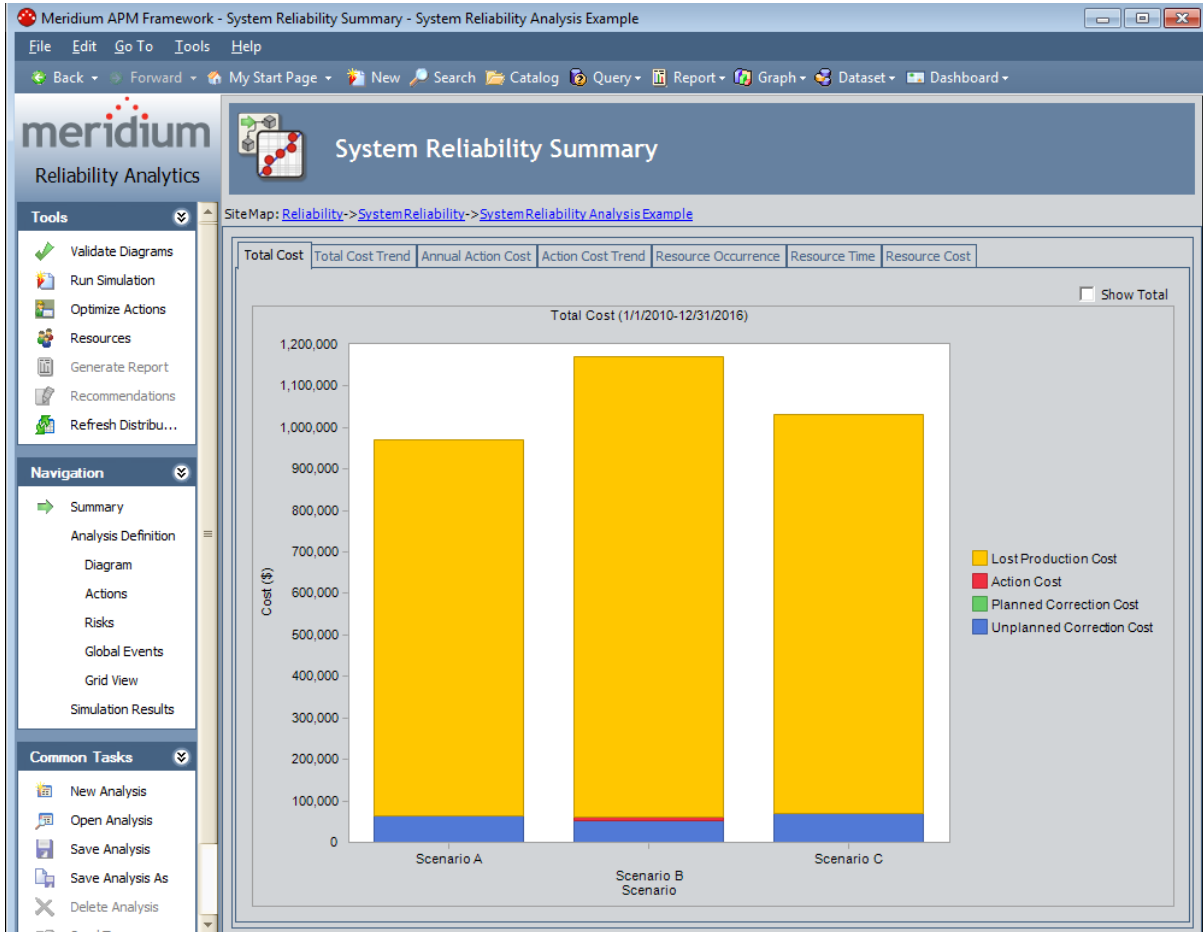 Meridium APM Framework - System Reliability Summary - System Reliability Analysis Example
File Edit Go To Tools Help
Back Forward My Start Page New Search Catalog Query Report Graph Dataset Dashboard
meridium
Reliability Analytics
System Reliability Summary
SiteMap: Reliability->SystemReliability->SystemReliability Analysis Example
Tools
Validate Diagrams
Run Simulation
Optimize Actions
Resources
Generate Report
Recommendations
Refresh Distribu...
Navigation
Summary
Analysis Definition
Diagram
Actions
Risks
Global Events
Grid View
Simulation Results
Common Tasks
New Analysis
Open Analysis
Save Analysis
Save Analysis As
Delete Analysis
Total Cost Total Cost Trend Annual Action Cost Action Cost Trend Resource Occurrence Resource Time Resource Cost
Show Total
Total Cost (1/1/2010-12/31/2016)
1,200,000
1,100,000
1,000,000
900,000
800,000
700,000
600,000
500,000
400,000
300,000
200,000
100,000
0
Cost ($)
Scenario A
Scenario B
Scenario C
Scenario
Lost Production Cost
Action Cost
Planned Correction Cost
Unplanned Correction Cost